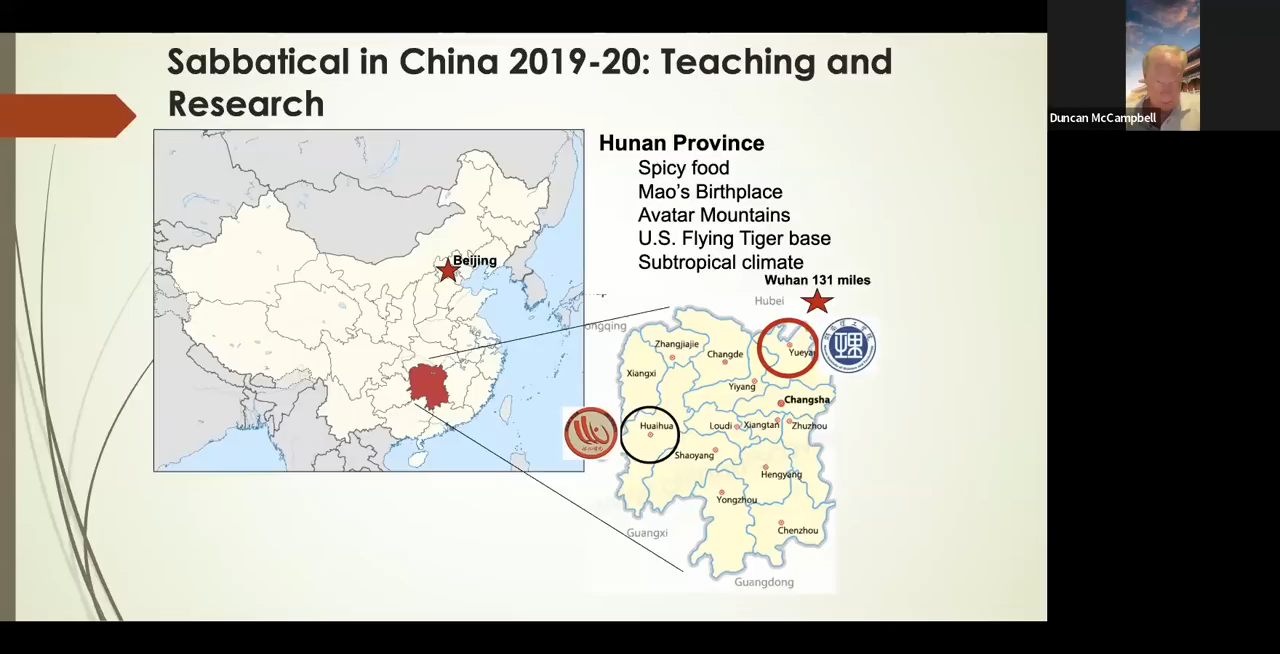 Sabbatical in China 2019-20: Teaching and
Research
Hunan Province
Spicy food
Mao's Birthplace
Avatar Mountains
U.S. Flying Tiger base
Subtropical climate
Beijing
Wuhan 131 miles
Hubei
ongqing
Zhangjiajie
Changde
Yueya
Xiangxi
Yiyang
Changsha
Huaihua
Loudi
Xiangtan
Zhuzhou
Shaoyang
Hengyang
Yongzhou
Chenzhou
Guangxi
Guangdong
Duncan McCampbell